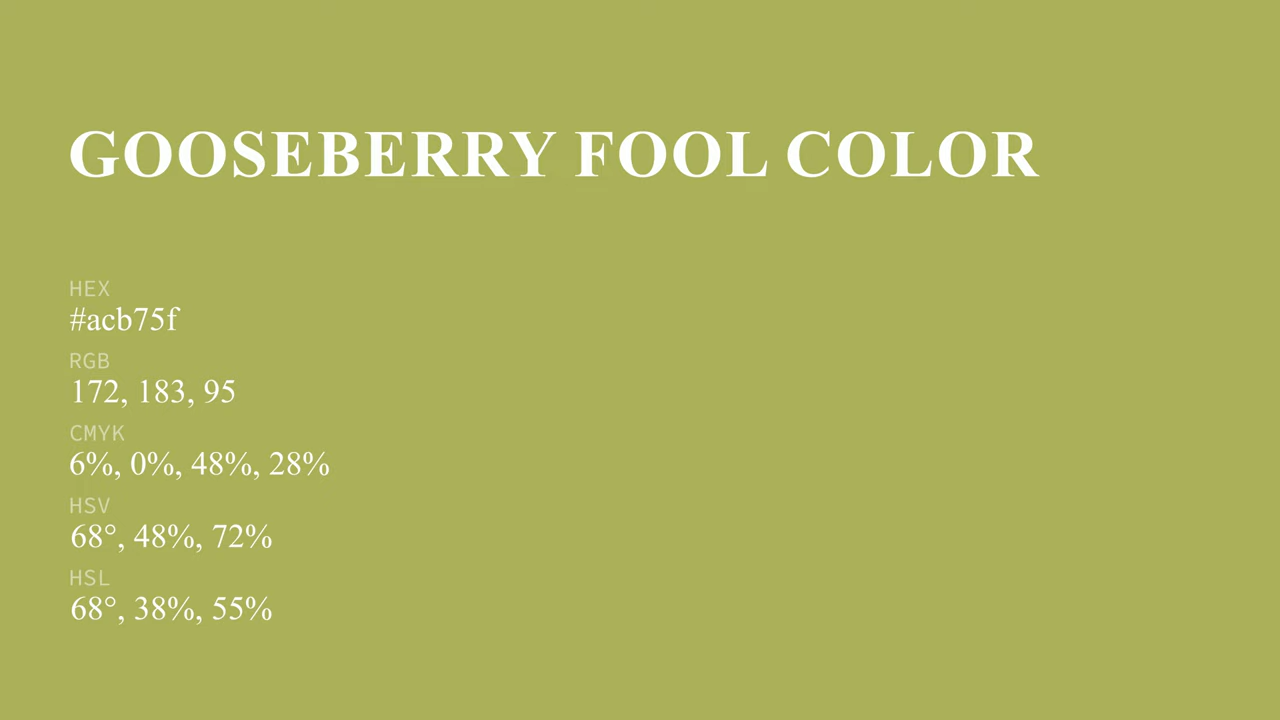 GOOSEBERRY FOOL COLOR
HEX
#acb75f
RGB
172, 183, 95
CMYK
6%, 0%, 48%, 28%
HSV
68°, 48%, 72%
HSL
68°, 38%, 55%